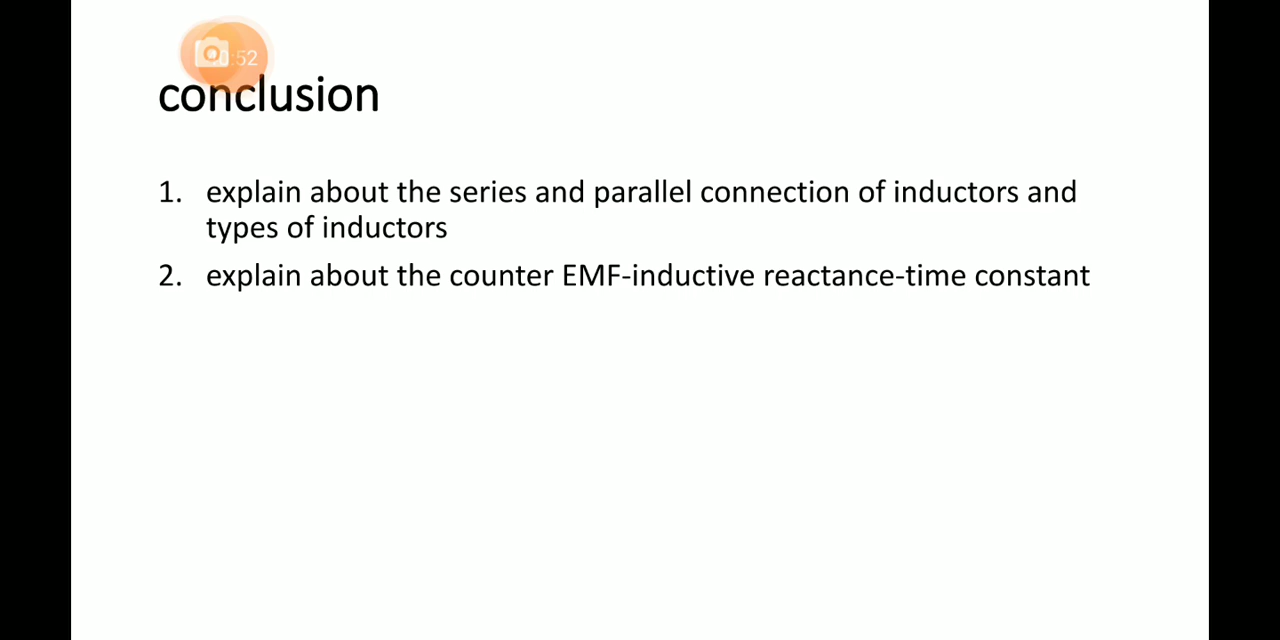 :52
conclusion
1. explain about the series and parallel connection of inductors and
types of inductors
2. explain about the counter EMF-inductive reactance-time constant